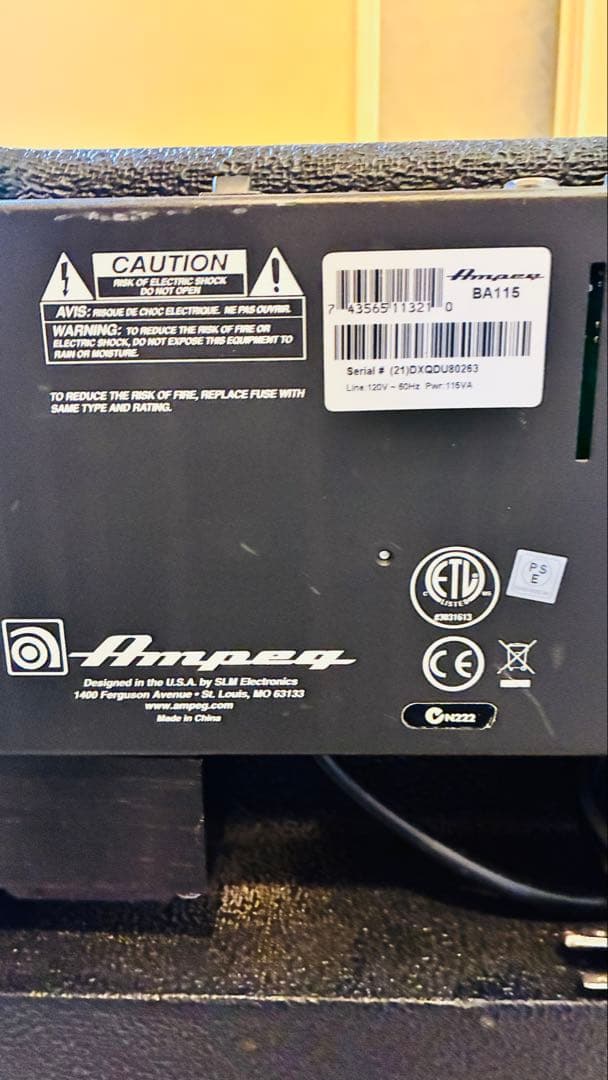 CAUTION
RISK OF ELECTRIC SHOCK
DO NOT OPEN
AVIS: RISQUE DE CHOC ELECTRIQUE. NE PAS OUVRIR.
WARNING: TO REDUCE THE RISK OF FIRE OR
ELECTRIC SHOCK, DO NOT EXPOSE THIS EQUIPMENT TO
RAIN OR MOISTURE.
TO REDUCE THE RISK OF FIRE, REPLACE FUSE WITH
SAME TYPE AND RATING.
Ampeg
BA115
7 43565 11321 0
Serial # (21)DXQDU80263
Line:120V ~ 60Hz Pwr:115VA
ETL
C LISTED US
#3031613
PS
E
CE
N222
Ampeg
Designed in the U.S.A. by SLM Electronics
1400 Ferguson Avenue • St. Louis, MO 63133
www.ampeg.com
Made in China